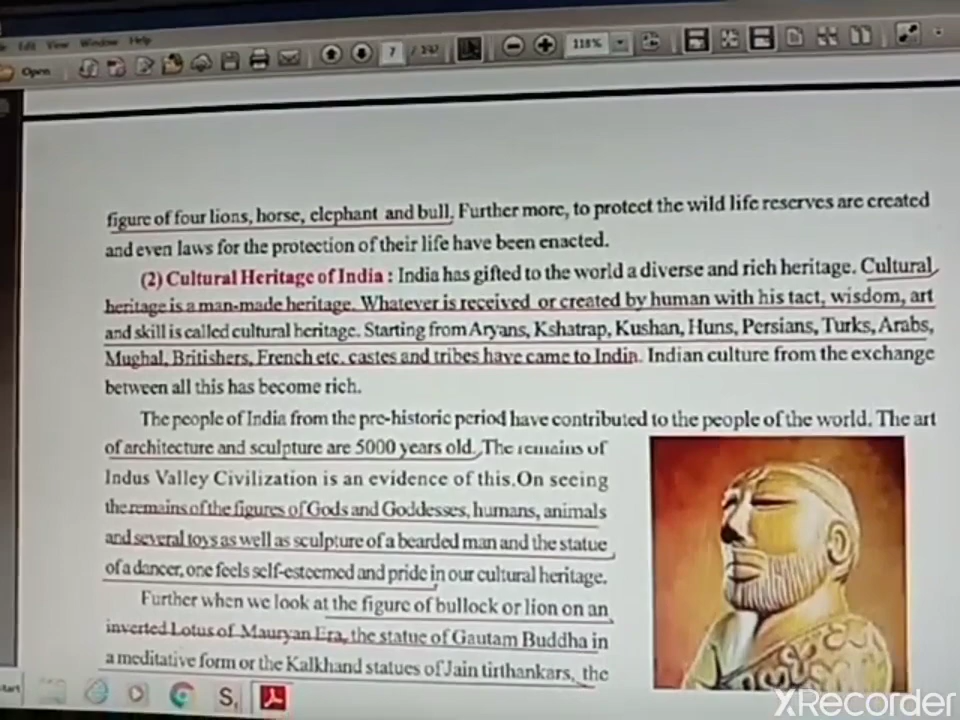 Edit View Window Help
Open 7 / 118%
figure of four lions, horse, elephant and bull. Further more, to protect the wild life reserves are created
and even laws for the protection of their life have been enacted.
(2) Cultural Heritage of India : India has gifted to the world a diverse and rich heritage. Cultural
heritage is a man-made heritage. Whatever is received or created by human with his tact, wisdom, art
and skill is called cultural heritage. Starting from Aryans, Kshatrap, Kushan, Huns, Persians, Turks, Arabs,
Mughal, Britishers, French etc. castes and tribes have came to India. Indian culture from the exchange
between all this has become rich.
The people of India from the pre-historic period have contributed to the people of the world. The art
of architecture and sculpture are 5000 years old. The remains of
Indus Valley Civilization is an evidence of this.On seeing
the remains of the figures of Gods and Goddesses, humans, animals
and several toys as well as sculpture of a bearded man and the statue
of a dancer, one feels self-esteemed and pride in our cultural heritage.
Further when we look at the figure of bullock or lion on an
inverted Lotus of Mauryan Era, the statue of Gautam Buddha in
a meditative form or the Kalkhand statues of Jain tirthankars, the
start
XRecorder